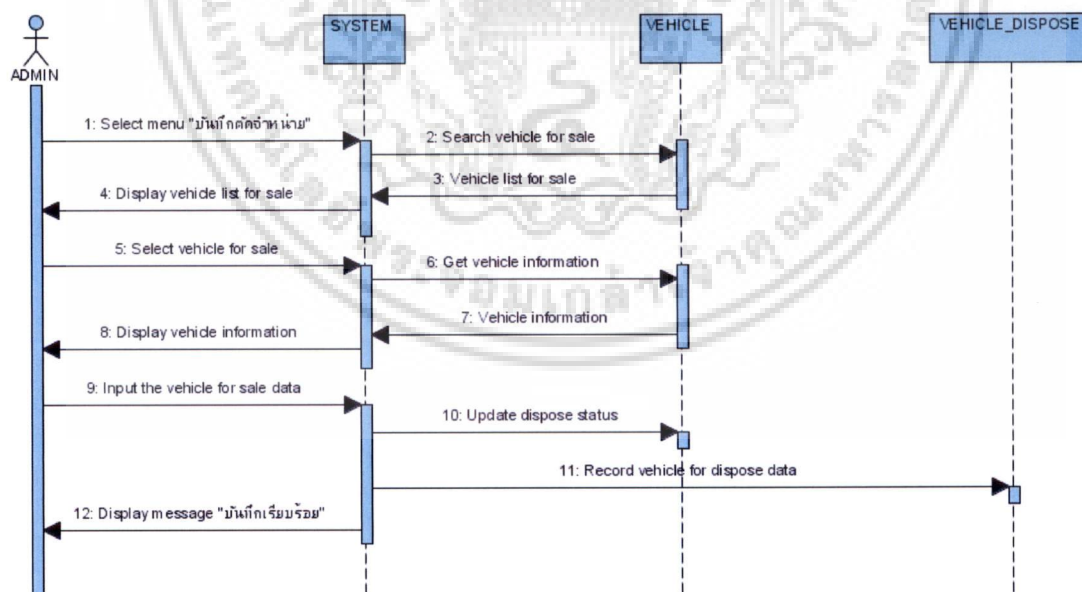 SYSTEM
VEHICLE
VEHICLE_DISPOSE
ADMIN
1: Select menu "บันทึกตัดจำหน่าย"
2: Search vehicle for sale
3: Vehicle list for sale
4: Display vehicle list for sale
5: Select vehicle for sale
6: Get vehicle information
7: Vehicle information
8: Display vehicle information
9: Input the vehicle for sale data
10: Update dispose status
11: Record vehicle for dispose data
12: Display message "บันทึกเรียบร้อย"